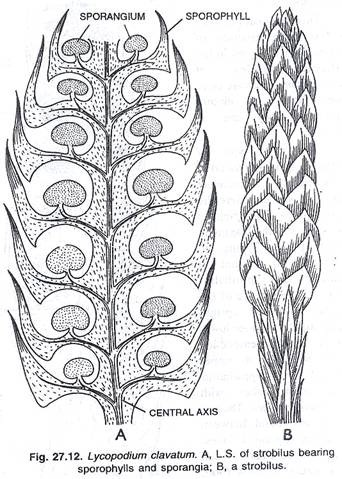 SPORANGIUM
SPOROPHYLL
CENTRAL AXIS
A
B
Fig. 27.12. Lycopodium clavatum. A, L.S. of strobilus bearing
sporophylls and sporangia; B, a strobilus.